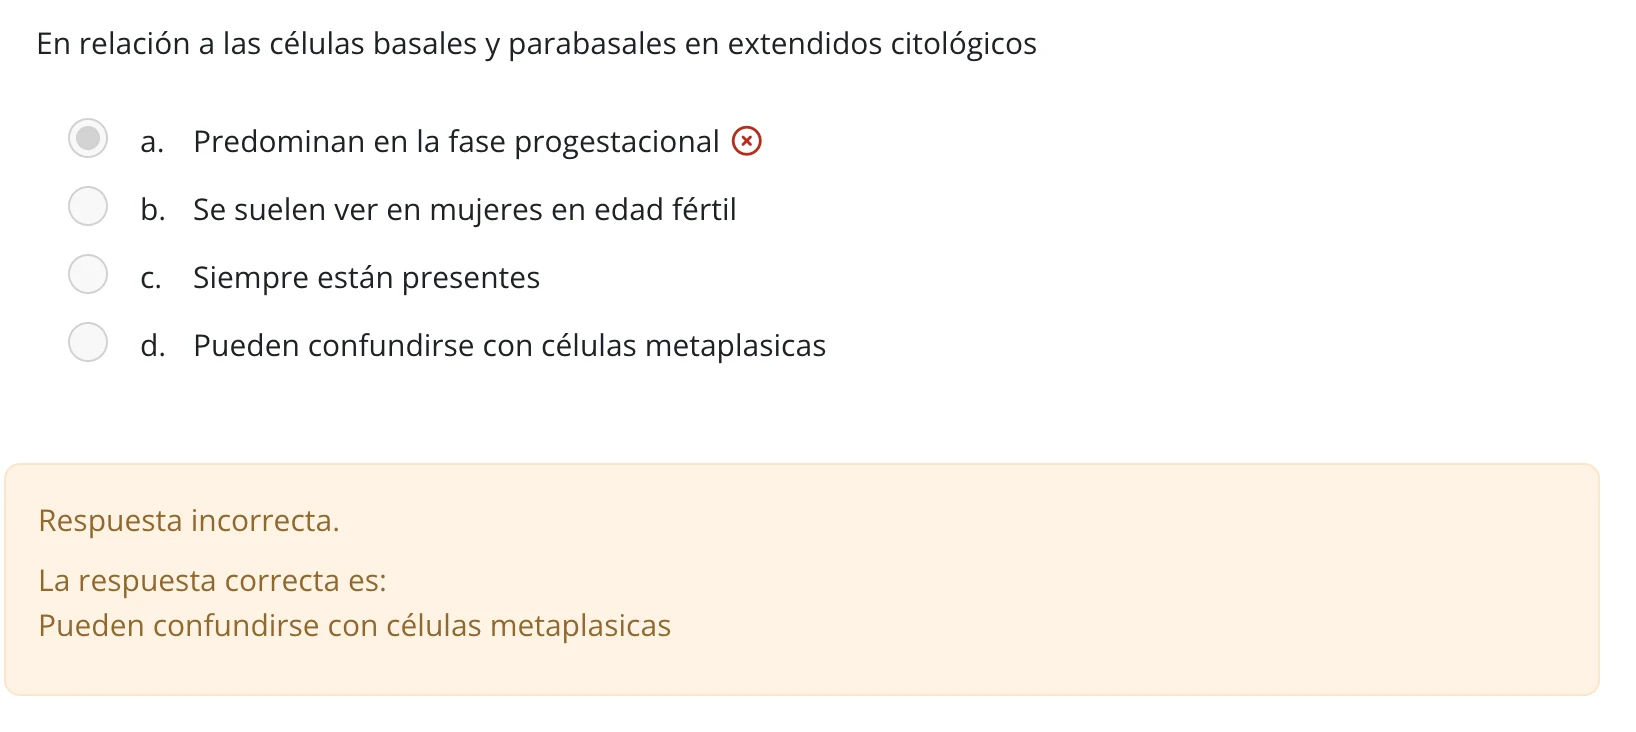 En relación a las células basales y parabasales en extendidos citológicos
a. Predominan en la fase progestacional
b. Se suelen ver en mujeres en edad fértil
c. Siempre están presentes
d. Pueden confundirse con células metaplasicas
Respuesta incorrecta.
La respuesta correcta es:
Pueden confundirse con células metaplasicas